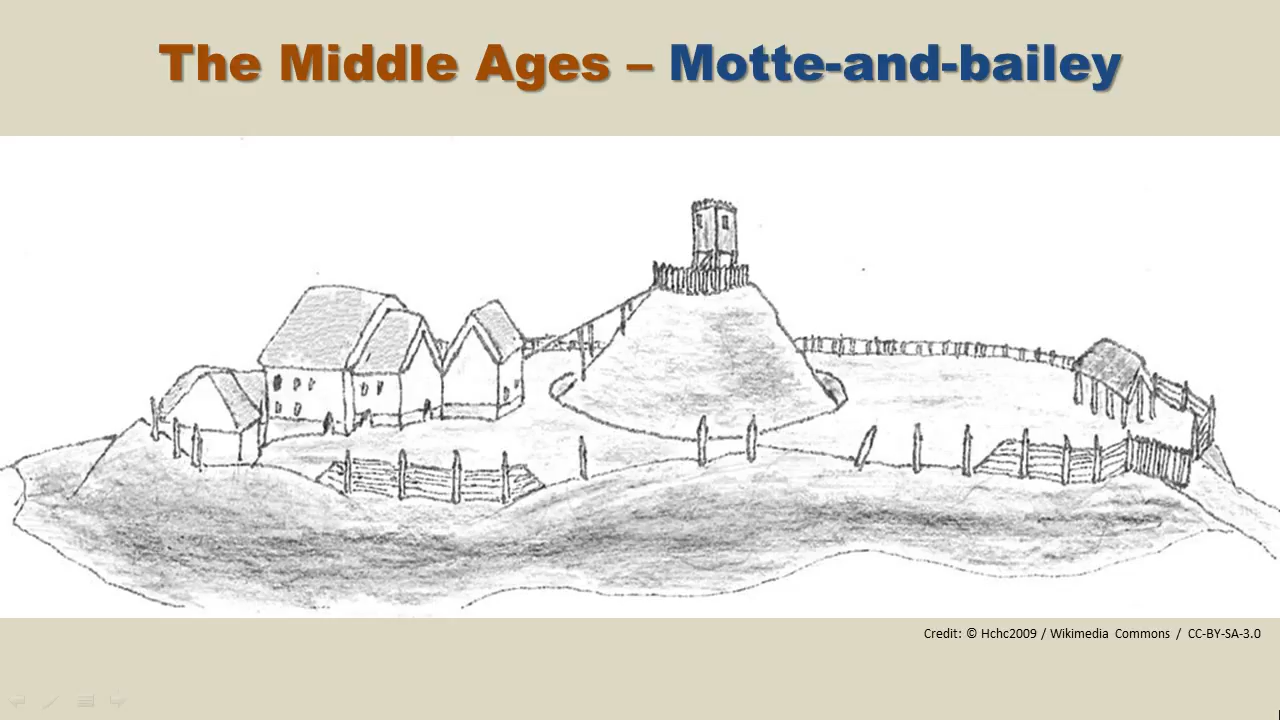 The Middle Ages – Motte-and-bailey
Credit: © Hchc2009 / Wikimedia Commons / CC-BY-SA-3.0